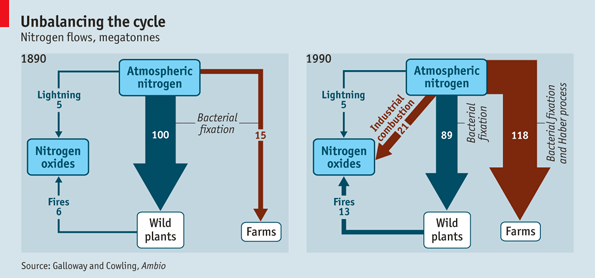 Unbalancing the cycle
Nitrogen flows, megatonnes
1890
Atmospheric
nitrogen
Lightning
5
Bacterial
fixation
100
15
Nitrogen
oxides
Fires
6
Wild
plants
Farms
1990
Atmospheric
nitrogen
Lightning
5
Industrial
combustion
21
Bacterial
fixation
89
118
Bacterial fixation
and Haber process
Nitrogen
oxides
Fires
13
Wild
plants
Farms
Source: Galloway and Cowling, Ambio